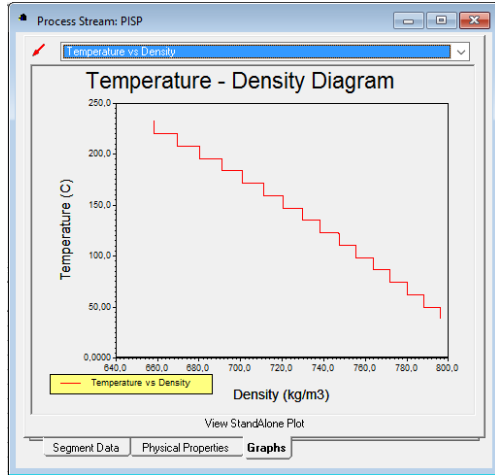 Process Stream: PISP
Temperature vs Density
Temperature - Density Diagram
250,0
200,0
150,0
100,0
50,00
0,0000
Temperature (C)
640,0 660,0 680,0 700,0 720,0 740,0 760,0 780,0 800,0
Temperature vs Density
Density (kg/m3)
View StandAlone Plot
Segment Data Physical Properties Graphs